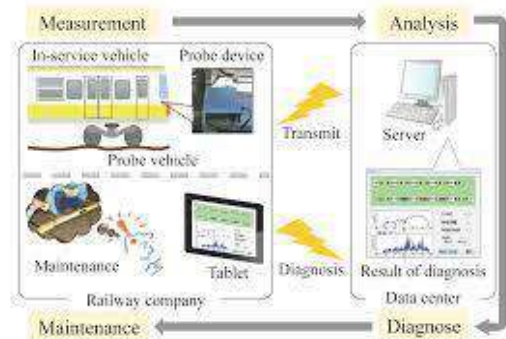 Measurement
Analysis
In-service vehicle
Probe device
Probe vehicle
Transmit
Server
Maintenance
Tablet
Diagnosis
Result of diagnosis
Railway company
Data center
Maintenance
Diagnose